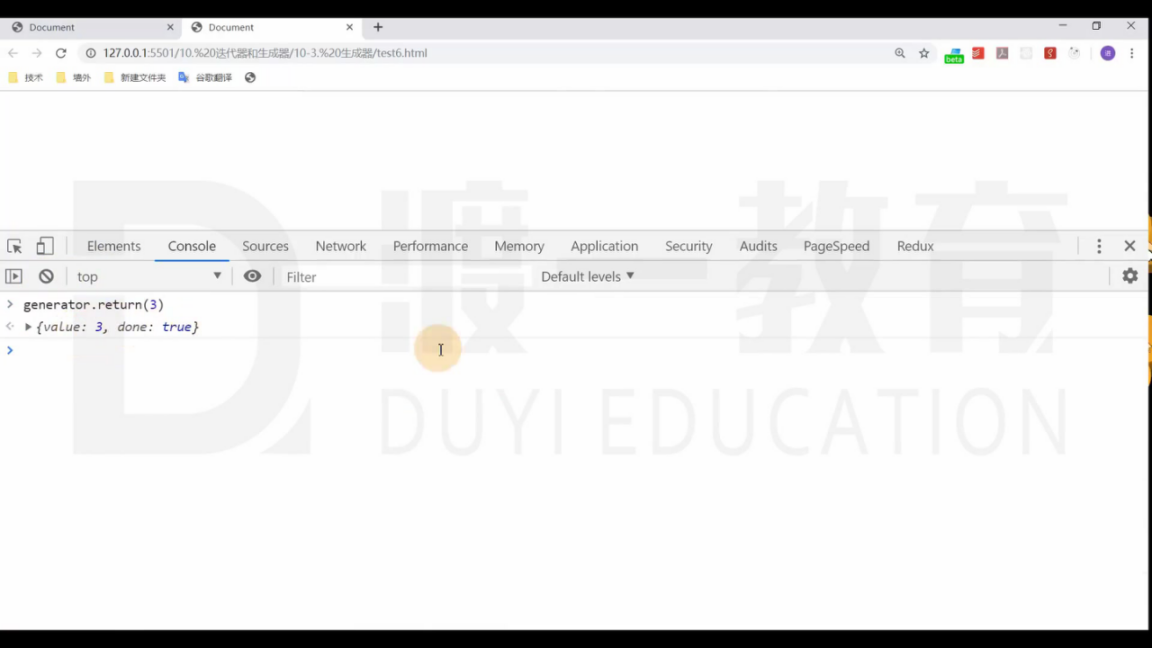 Document
Document
127.0.0.1:5501/10.%20迭代器和生成器/10-3.%20生成器/test6.html
beta
技术
墙外
新建文件夹
谷歌翻译
渡一教育
DUYI EDUCATION
Elements Console Sources Network Performance Memory Application Security Audits PageSpeed Redux
top Filter Default levels
> generator.return(3)
{value: 3, done: true}
>